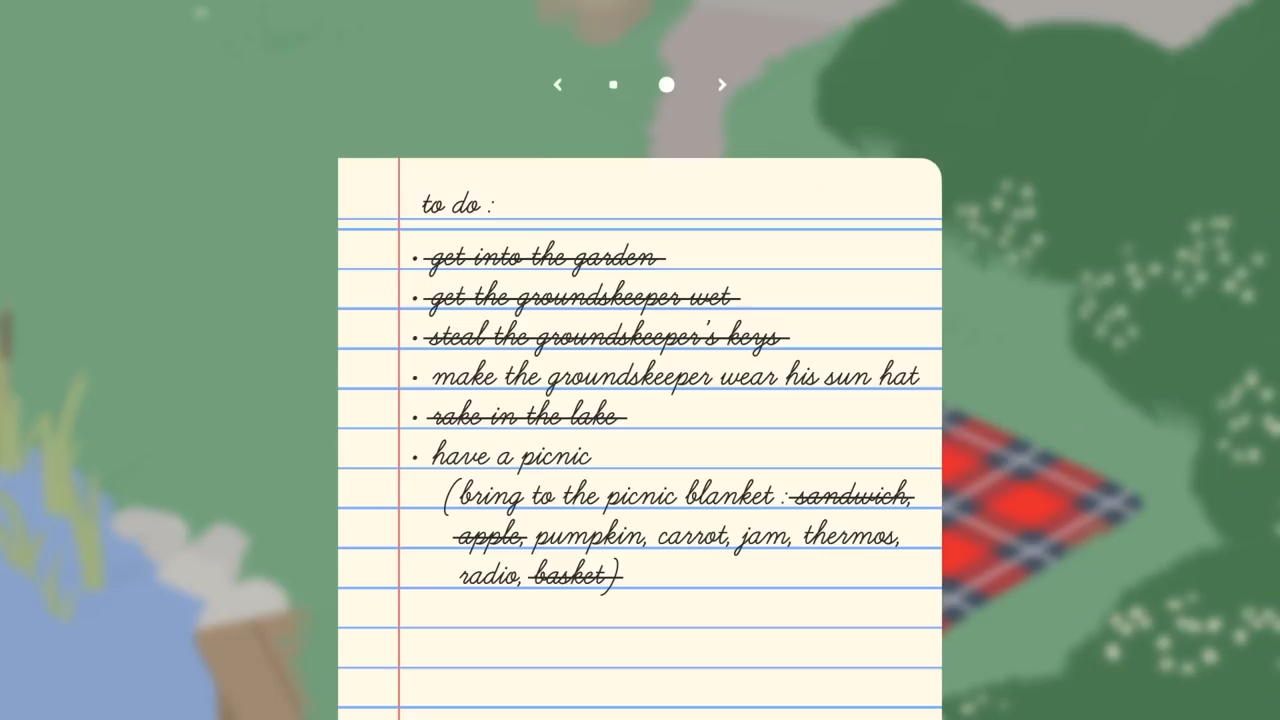 to do :
• get into the garden
• get the groundskeeper wet
• steal the groundskeeper's keys
• make the groundskeeper wear his sun hat
• rake in the lake
• have a picnic
(bring to the picnic blanket : sandwich,
apple, pumpkin, carrot, jam, thermos,
radio, basket)